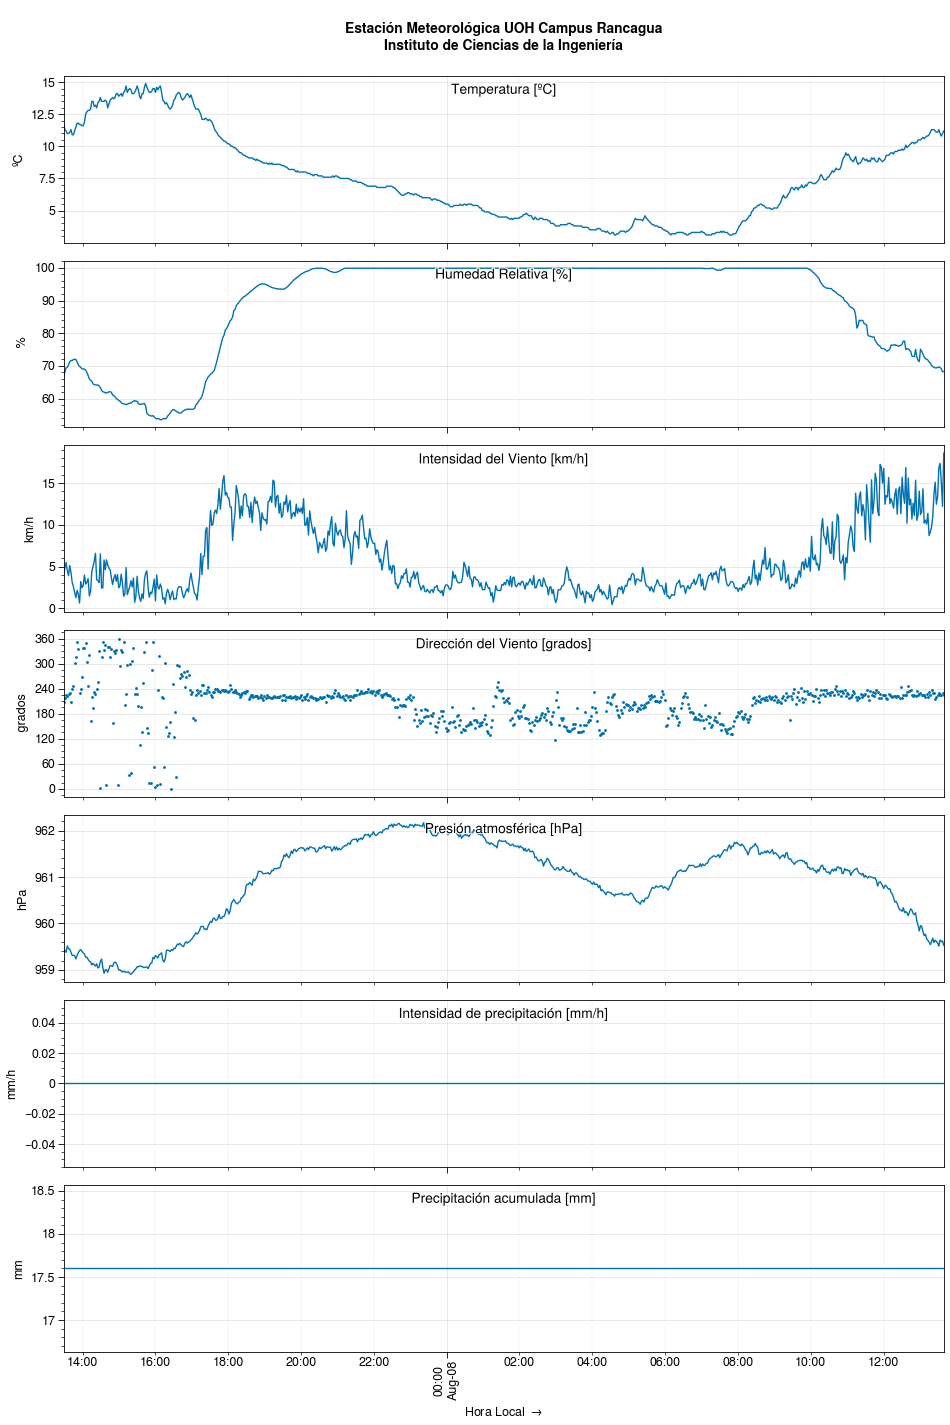 Estación Meteorológica UOH Campus Rancagua
Instituto de Ciencias de la Ingeniería
Temperatura [ºC]
ºC
15
12.5
10
7.5
5
Humedad Relativa [%]
%
100
90
80
70
60
Intensidad del Viento [km/h]
km/h
15
10
5
0
Dirección del Viento [grados]
grados
360
300
240
180
120
60
0
Presión atmosférica [hPa]
hPa
962
961
960
959
Intensidad de precipitación [mm/h]
mm/h
0.04
0.02
0
−0.02
−0.04
Precipitación acumulada [mm]
mm
18.5
18
17.5
17
14:00 16:00 18:00 20:00 22:00 00:00 02:00 04:00 06:00 08:00 10:00 12:00
Aug-08
Hora Local →